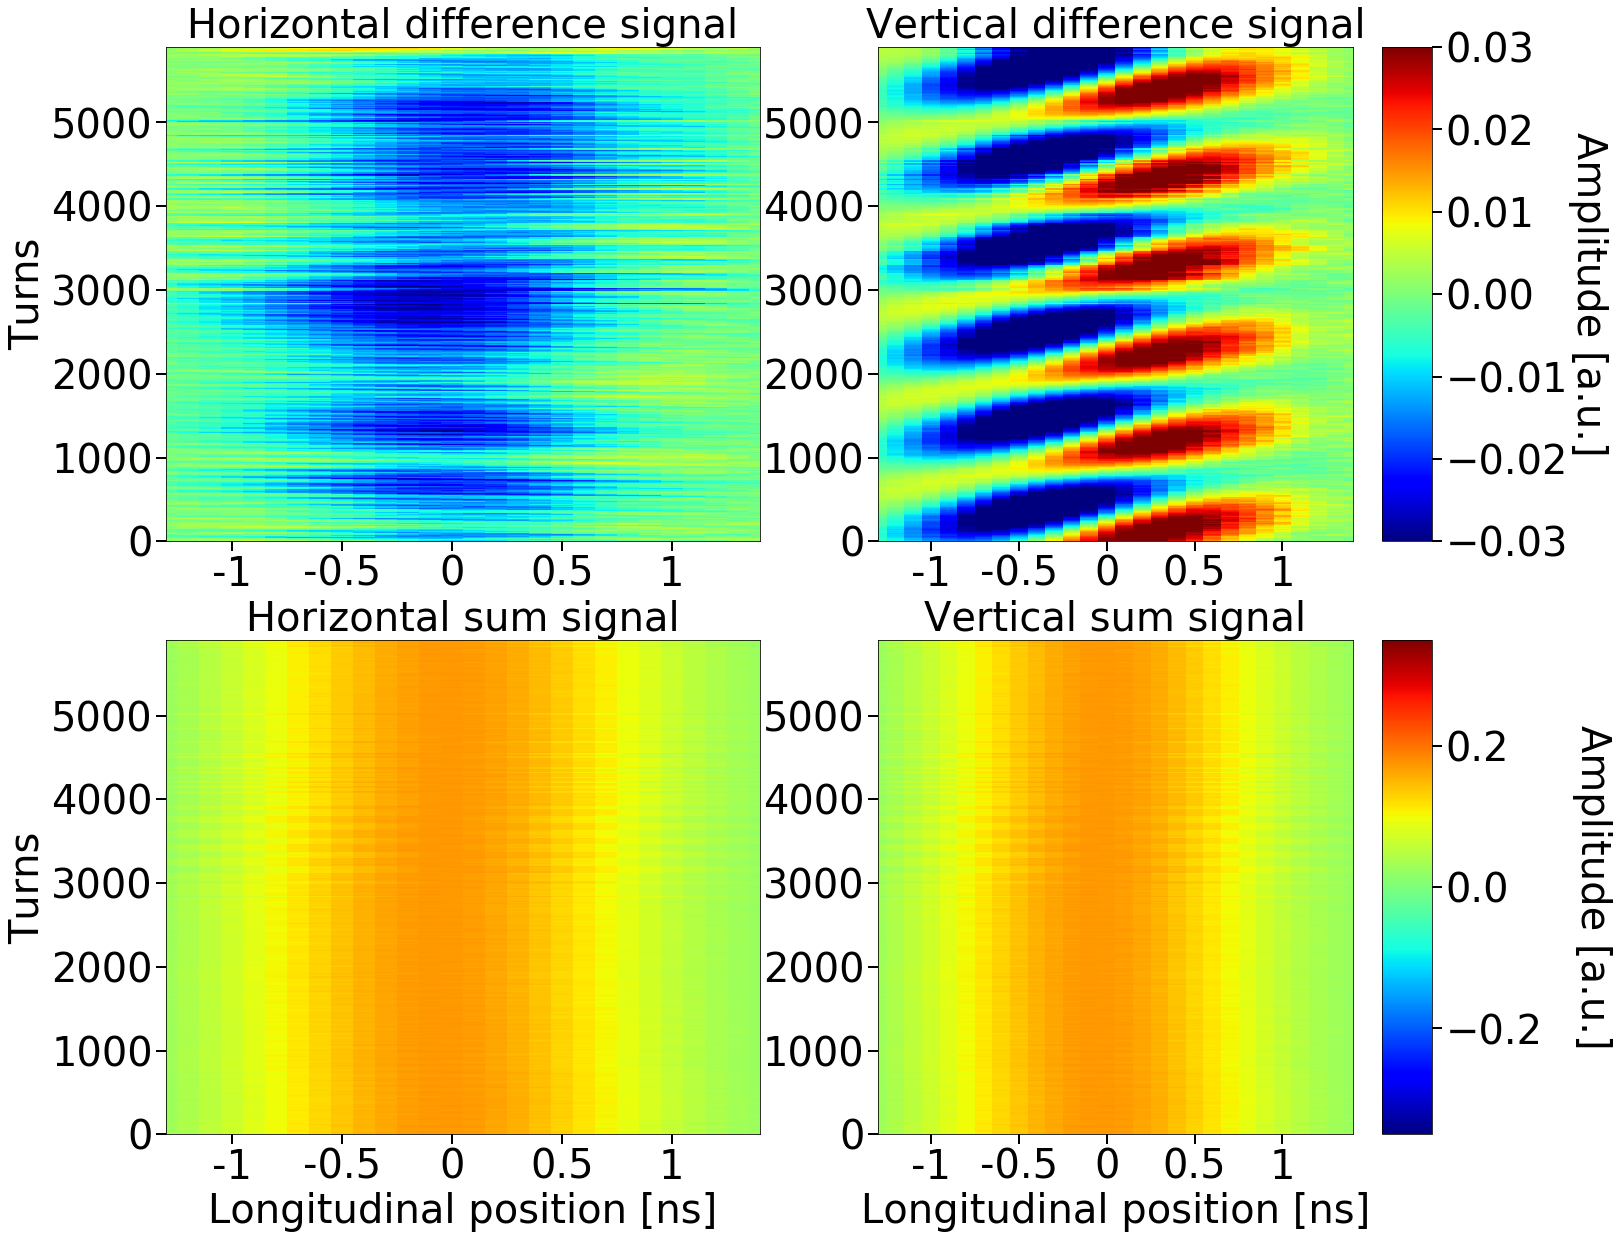 Horizontal difference signal
Vertical difference signal
Turns
5000
4000
3000
2000
1000
0
-1 -0.5 0 0.5 1
5000
4000
3000
2000
1000
0
-1 -0.5 0 0.5 1
0.03
0.02
0.01
0.00
−0.01
−0.02
−0.03
Amplitude [a.u.]
Horizontal sum signal
Vertical sum signal
Turns
5000
4000
3000
2000
1000
0
-1 -0.5 0 0.5 1
Longitudinal position [ns]
5000
4000
3000
2000
1000
0
-1 -0.5 0 0.5 1
Longitudinal position [ns]
0.2
0.0
−0.2
Amplitude [a.u.]